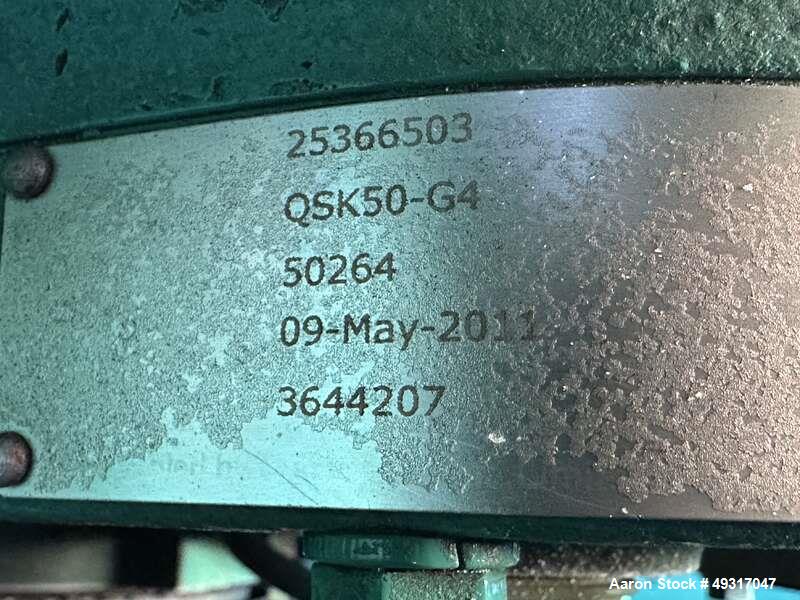 25366503
QSK50-G4
50264
09-May-2011
3644207
Aaron Stock # 49317047